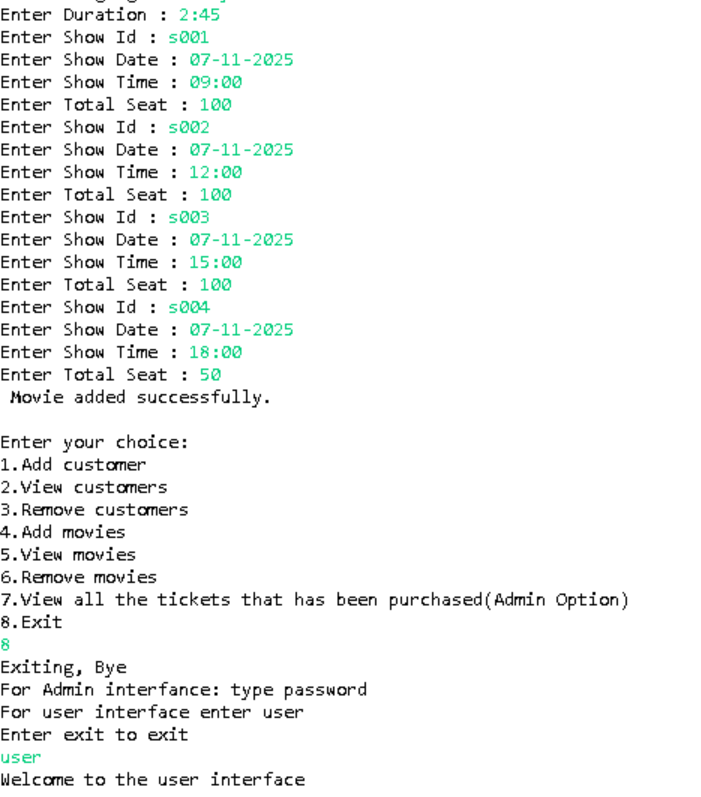 Enter Duration : 2:45
Enter Show Id : s001
Enter Show Date : 07-11-2025
Enter Show Time : 09:00
Enter Total Seat : 100
Enter Show Id : s002
Enter Show Date : 07-11-2025
Enter Show Time : 12:00
Enter Total Seat : 100
Enter Show Id : s003
Enter Show Date : 07-11-2025
Enter Show Time : 15:00
Enter Total Seat : 100
Enter Show Id : s004
Enter Show Date : 07-11-2025
Enter Show Time : 18:00
Enter Total Seat : 50
Movie added successfully.
Enter your choice:
1.Add customer
2.View customers
3.Remove customers
4.Add movies
5.View movies
6.Remove movies
7.View all the tickets that has been purchased(Admin Option)
8.Exit
8
Exiting, Bye
For Admin interfance: type password
For user interface enter user
Enter exit to exit
user
Welcome to the user interface